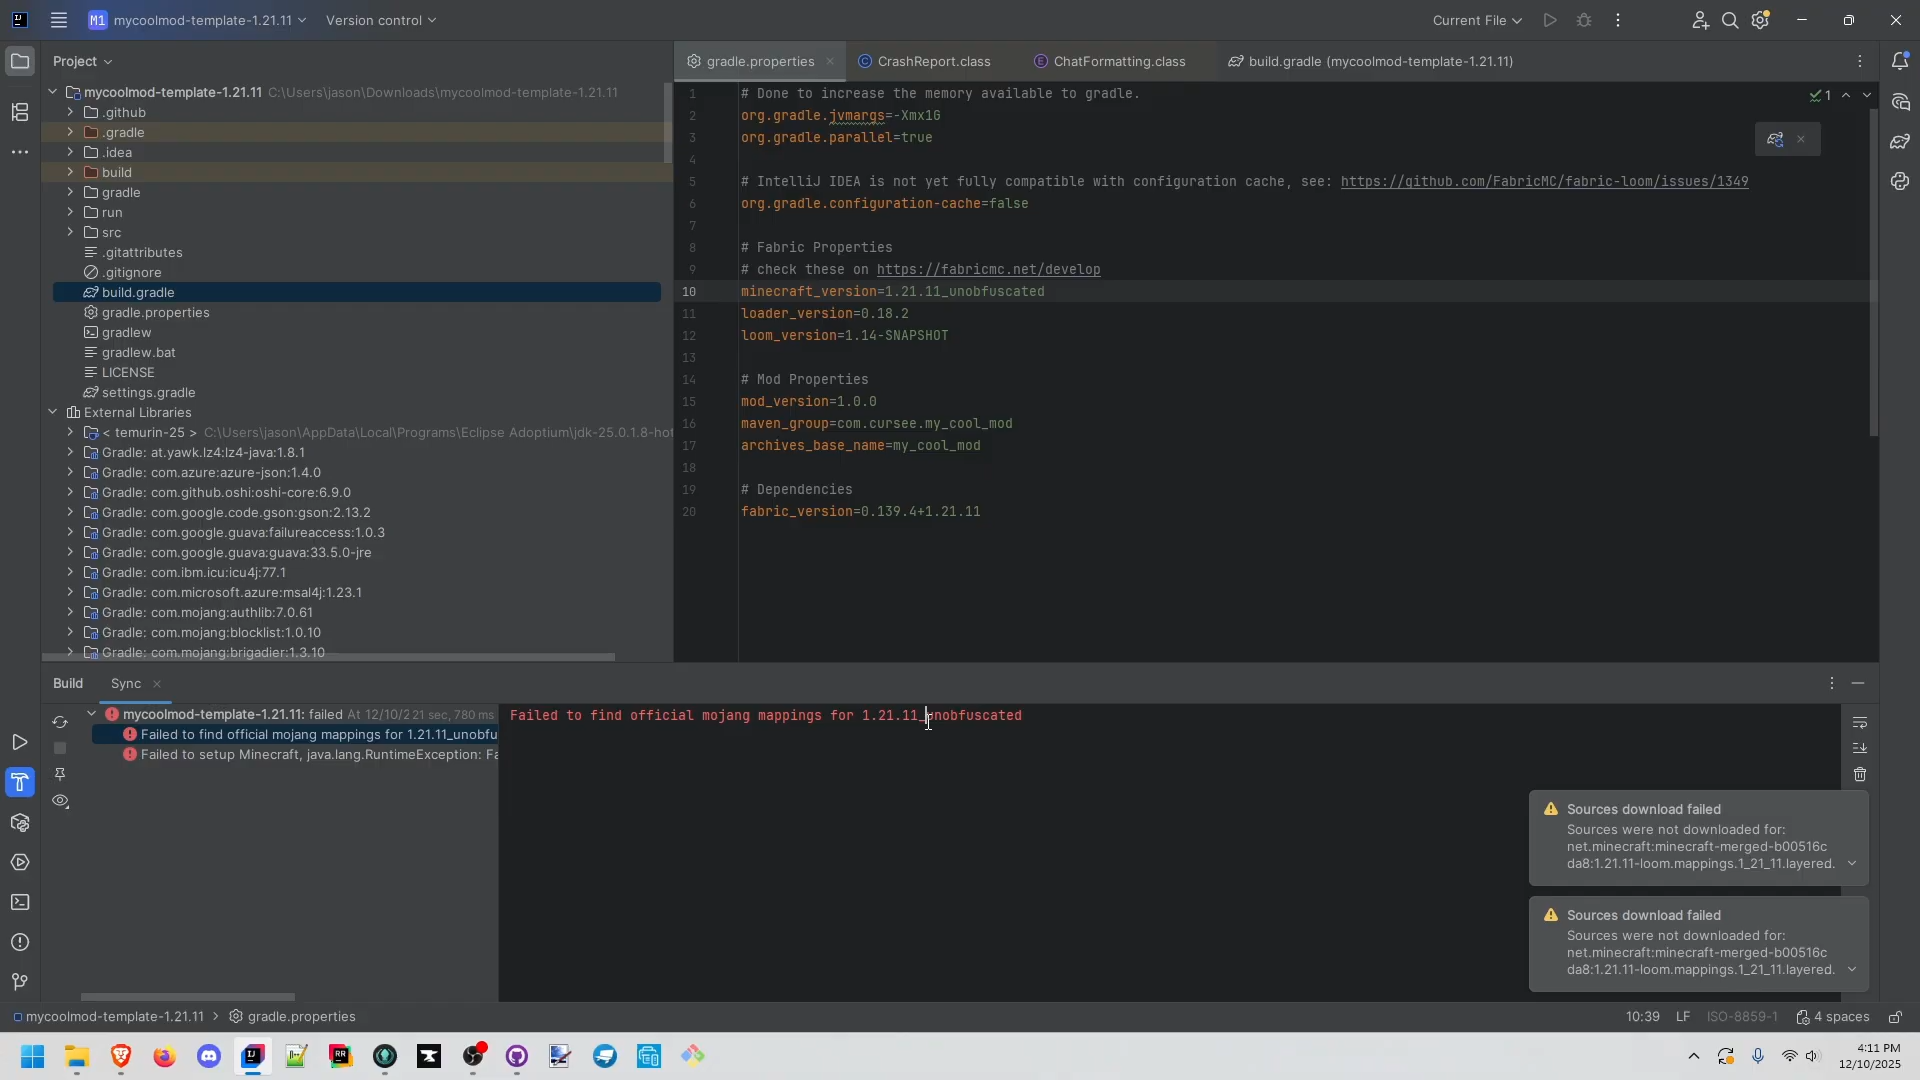 M1 mycoolmod-template-1.21.11 Version control Current File
Project
mycoolmod-template-1.21.11 C:\Users\jason\Downloads\mycoolmod-template-1.21.11
.github
.gradle
.idea
build
gradle
run
src
.gitattributes
.gitignore
build.gradle
gradle.properties
gradlew
gradlew.bat
LICENSE
settings.gradle
External Libraries
< temurin-25 > C:\Users\jason\AppData\Local\Programs\Eclipse Adoptium\jdk-25.0.1.8-hot
Gradle: at.yawk.lz4:lz4-java:1.8.1
Gradle: com.azure:azure-json:1.4.0
Gradle: com.github.oshi:oshi-core:6.9.0
Gradle: com.google.code.gson:gson:2.13.2
Gradle: com.google.guava:failureaccess:1.0.3
Gradle: com.google.guava:guava:33.5.0-jre
Gradle: com.ibm.icu:icu4j:77.1
Gradle: com.microsoft.azure:msal4j:1.23.1
Gradle: com.mojang:authlib:7.0.61
Gradle: com.mojang:blocklist:1.0.10
Gradle: com.mojang:brigadier:1.3.10
gradle.properties CrashReport.class ChatFormatting.class build.gradle (mycoolmod-template-1.21.11)
1 # Done to increase the memory available to gradle.
2 org.gradle.jvmargs=-Xmx1G
3 org.gradle.parallel=true
4
5 # IntelliJ IDEA is not yet fully compatible with configuration cache, see: https://github.com/FabricMC/fabric-loom/issues/1349
6 org.gradle.configuration-cache=false
7
8 # Fabric Properties
9 # check these on https://fabricmc.net/develop
10 minecraft_version=1.21.11_unobfuscated
11 loader_version=0.18.2
12 loom_version=1.14-SNAPSHOT
13
14 # Mod Properties
15 mod_version=1.0.0
16 maven_group=com.cursee.my_cool_mod
17 archives_base_name=my_cool_mod
18
19 # Dependencies
20 fabric_version=0.139.4+1.21.11
1
Build Sync
mycoolmod-template-1.21.11: failed At 12/10/2 21 sec, 780 ms
Failed to find official mojang mappings for 1.21.11_unobfu
Failed to setup Minecraft, java.lang.RuntimeException: Fa
Failed to find official mojang mappings for 1.21.11_unobfuscated
Sources download failed
Sources were not downloaded for:
net.minecraft:minecraft-merged-b00516c
da8:1.21.11-loom.mappings.1_21_11.layered.
Sources download failed
Sources were not downloaded for:
net.minecraft:minecraft-merged-b00516c
da8:1.21.11-loom.mappings.1_21_11.layered.
mycoolmod-template-1.21.11 > gradle.properties 10:39 LF ISO-8859-1 4 spaces
4:11 PM
12/10/2025